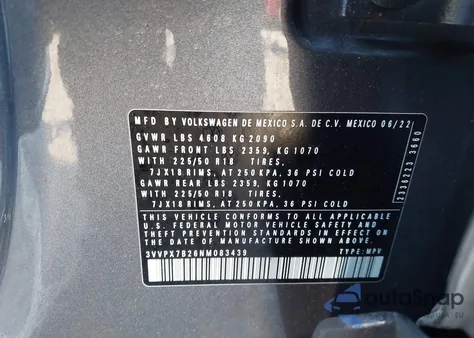 MFD BY VOLKSWAGEN DE MEXICO S.A. DE C.V. MEXICO 06/22
GVWR LBS 4608 KG 2090
GAWR FRONT LBS 2359, KG 1070
WITH 225/50 R18 TIRES,
7JX18 RIMS, AT 250 KPA, 36 PSI COLD
GAWR REAR LBS 2359, KG 1070
WITH 225/50 R18 TIRES,
7JX18 RIMS, AT 250 KPA, 36 PSI COLD
THIS VEHICLE CONFORMS TO ALL APPLICABLE
U.S. FEDERAL MOTOR VEHICLE SAFETY AND
THEFT PREVENTION STANDARDS IN EFFECT ON
THE DATE OF MANUFACTURE SHOWN ABOVE.
3VVPX7B26NM083439 TYPE: MPV
2336223 3660
autoSnap